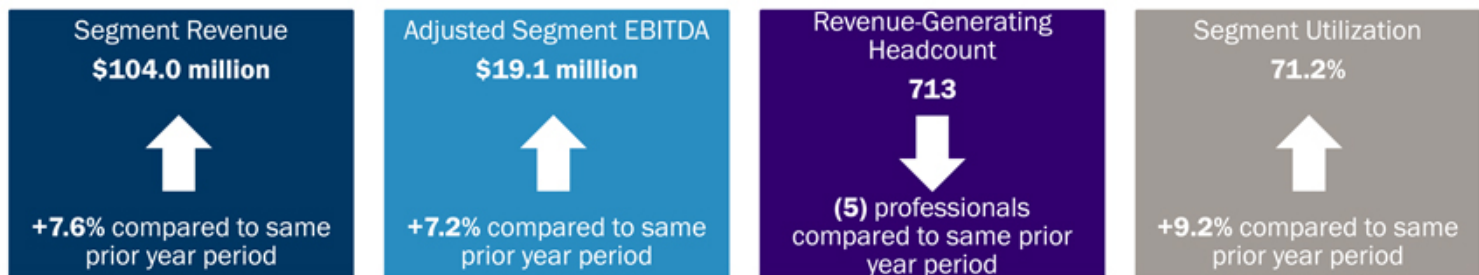 Segment Revenue
$104.0 million
+7.6% compared to same
prior year period
Adjusted Segment EBITDA
$19.1 million
+7.2% compared to same
prior year period
Revenue-Generating
Headcount
713
(5) professionals
compared to same prior
year period
Segment Utilization
71.2%
+9.2% compared to same
prior year period